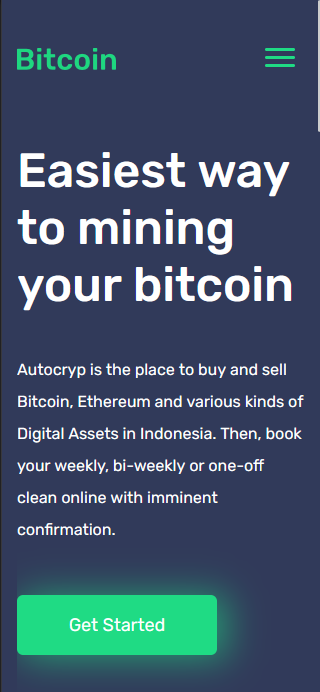 Bitcoin
Easiest way
to mining
your bitcoin
Autocryp is the place to buy and sell
Bitcoin, Ethereum and various kinds of
Digital Assets in Indonesia. Then, book
your weekly, bi-weekly or one-off
clean online with imminent
confirmation.
Get Started